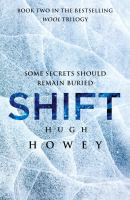 BOOK TWO IN THE BESTSELLING
WOOL TRILOGY
SOME SECRETS SHOULD
REMAIN BURIED
SHIFT
HUGH
HOWEY